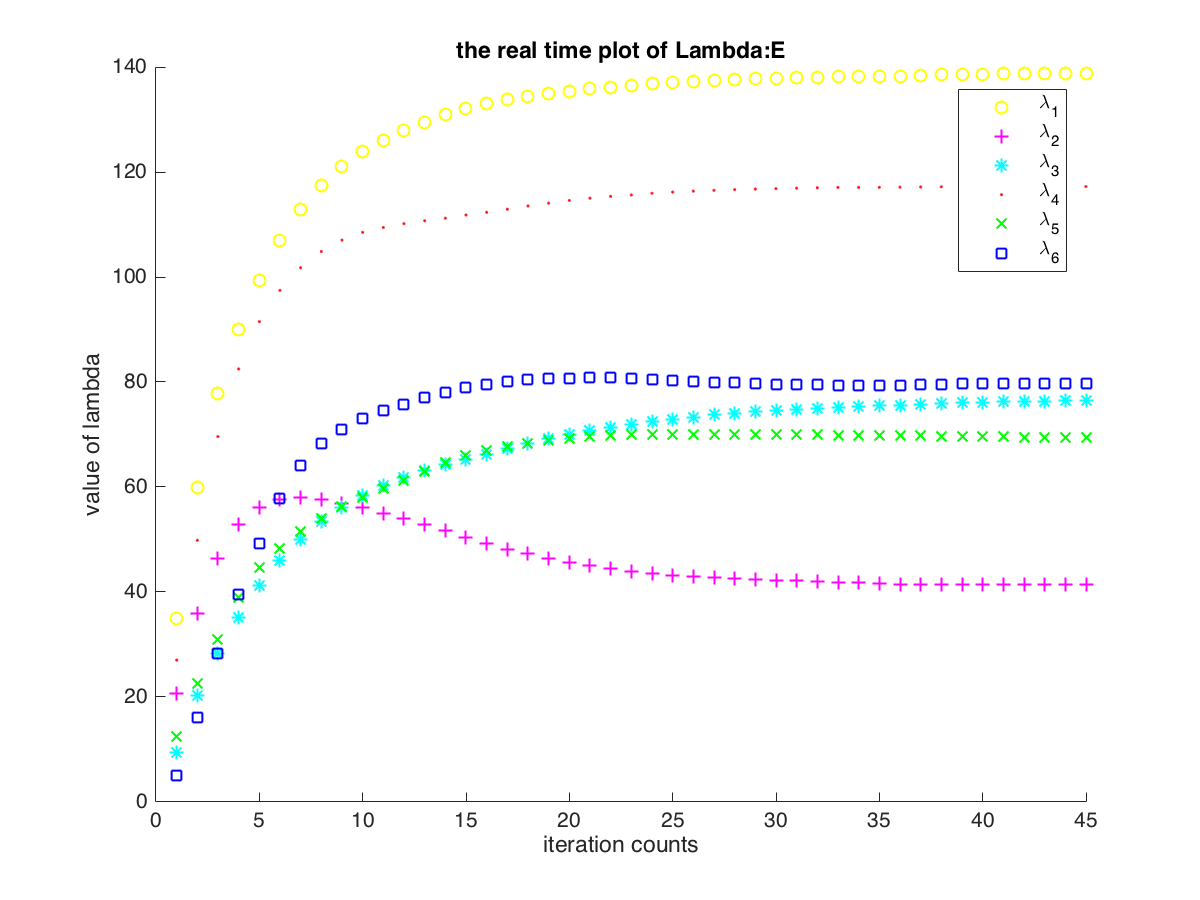 the real time plot of Lambda:E
140
120
100
80
60
40
20
0
value of lambda
λ1
λ2
λ3
λ4
λ5
λ6
0 5 10 15 20 25 30 35 40 45
iteration counts